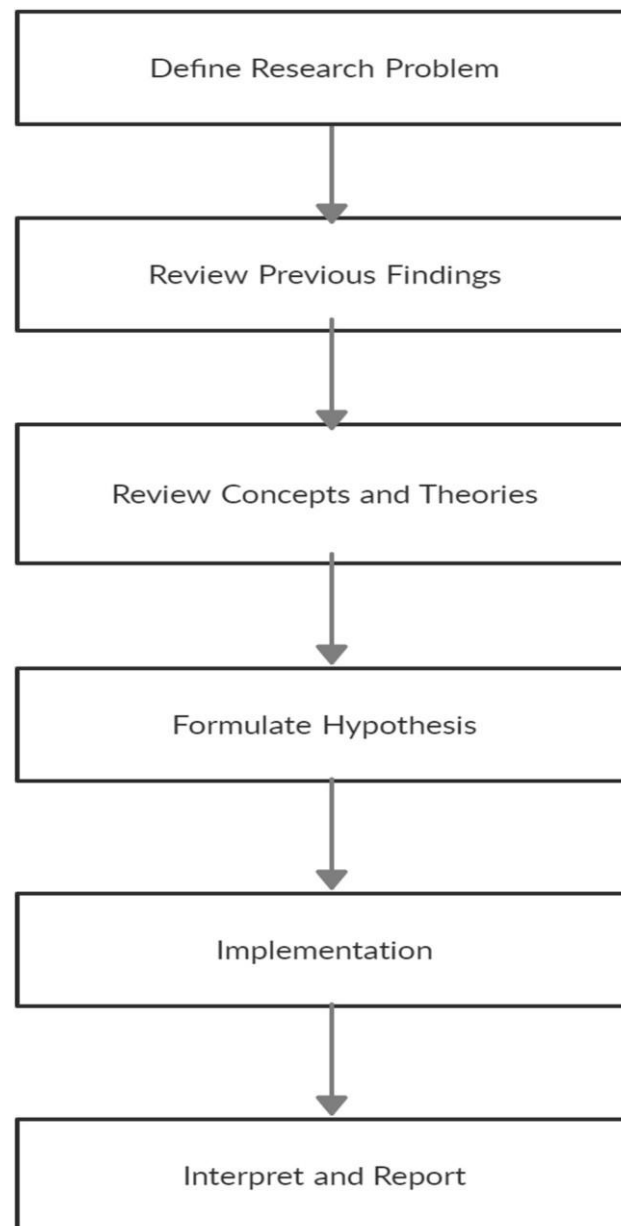 Define Research Problem
Review Previous Findings
Review Concepts and Theories
Formulate Hypothesis
Implementation
Interpret and Report